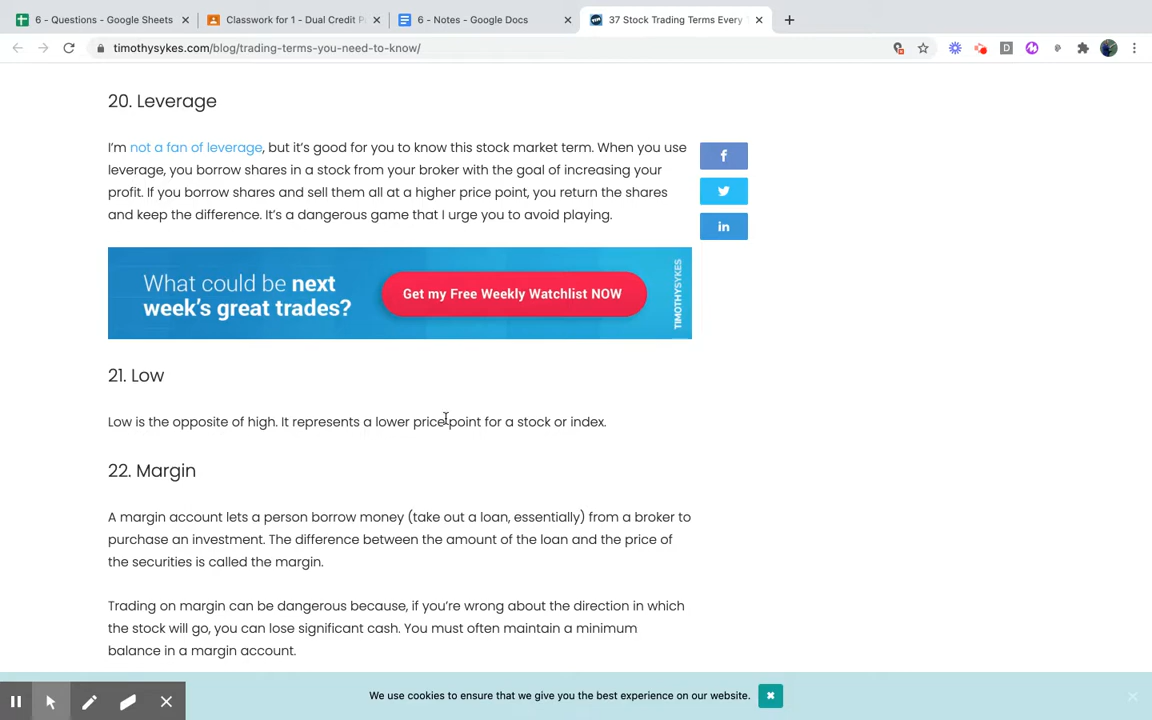 6 - Questions - Google Sheets
Classwork for 1 - Dual Credit P
6 - Notes - Google Docs
37 Stock Trading Terms Every
timothysykes.com/blog/trading-terms-you-need-to-know/
20. Leverage
I'm not a fan of leverage, but it's good for you to know this stock market term. When you use
leverage, you borrow shares in a stock from your broker with the goal of increasing your
profit. If you borrow shares and sell them all at a higher price point, you return the shares
and keep the difference. It's a dangerous game that I urge you to avoid playing.
What could be next
week's great trades?
Get my Free Weekly Watchlist NOW
TIMOTHYSYKES
21. Low
Low is the opposite of high. It represents a lower price point for a stock or index.
22. Margin
A margin account lets a person borrow money (take out a loan, essentially) from a broker to
purchase an investment. The difference between the amount of the loan and the price of
the securities is called the margin.
Trading on margin can be dangerous because, if you're wrong about the direction in which
the stock will go, you can lose significant cash. You must often maintain a minimum
balance in a margin account.
We use cookies to ensure that we give you the best experience on our website.